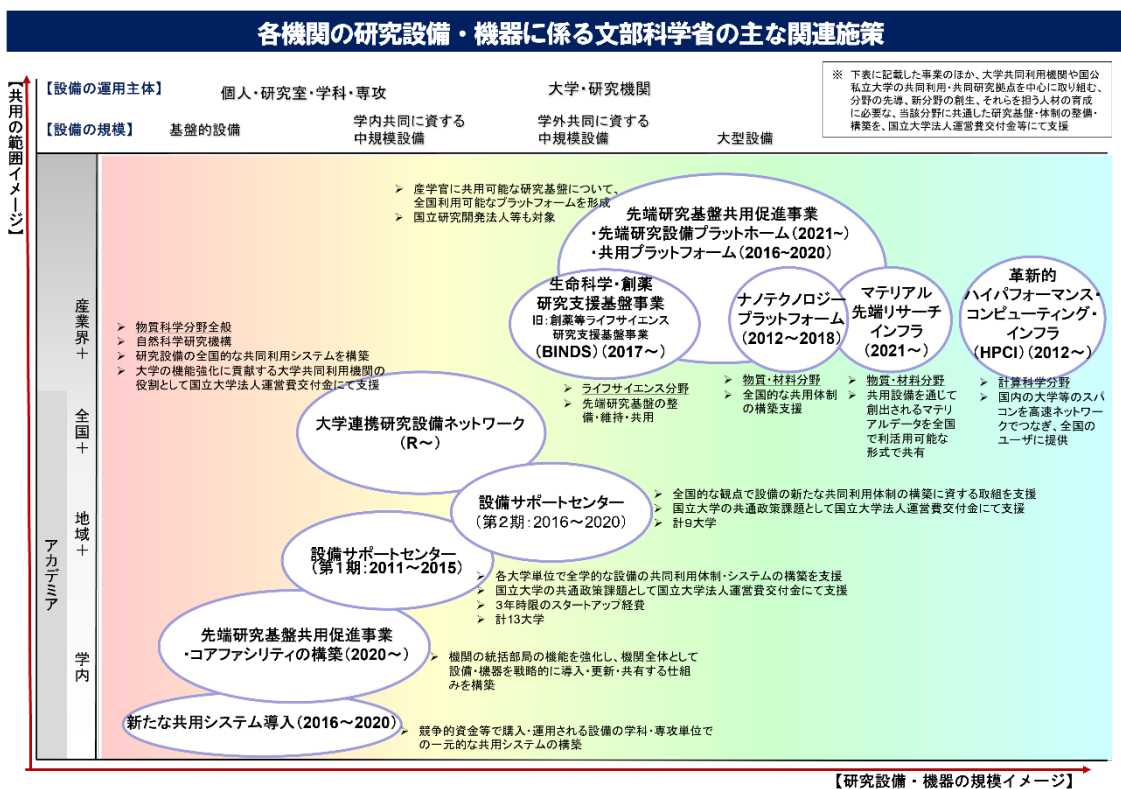 各機関の研究設備・機器に係る文部科学省の主な関連施策
【共用の範囲イメージ】
【設備の運用主体】
個人・研究室・学科・専攻
大学・研究機関
【設備の規模】
基盤的設備
学内共同に資する
中規模設備
学外共同に資する
中規模設備
大型設備
※ 下表に記載した事業のほか、大学共同利用機関や国公
私立大学の共同利用・共同研究拠点を中心に取り組む、
分野の先導、新分野の創生、それらを担う人材の育成
に必要な、当該分野に共通した研究基盤・体制の整備・
構築を、国立大学法人運営費交付金等にて支援
産業界+
全国+
地域+
学内
アカデミア
➢ 産学官に共用可能な研究基盤について、
全国利用可能なプラットフォームを形成
➢ 国立研究開発法人等も対象
先端研究基盤共用促進事業
・先端研究設備プラットホーム(2021~)
・共用プラットフォーム(2016~2020)
生命科学・創薬
研究支援基盤事業
旧:創薬等ライフサイエンス
研究支援基盤事業
(BINDS)(2017~)
ナノテクノロジー
プラットフォーム
(2012~2018)
マテリアル
先端リサーチ
インフラ
(2021~)
革新的
ハイパフォーマンス・
コンピューティング・
インフラ
(HPCI)(2012~)
➢ 物質科学分野全般
➢ 自然科学研究機構
➢ 研究設備の全国的な共同利用システムを構築
➢ 大学の機能強化に貢献する大学共同利用機関の
役割として国立大学法人運営費交付金にて支援
➢ ライフサイエンス分野
➢ 先端研究基盤の整
備・維持・共用
➢ 物質・材料分野
➢ 全国的な共用体制
の構築支援
➢ 物質・材料分野
➢ 共用設備を通じて
創出されるマテリ
アルデータを全国
で利活用可能な
形式で共有
➢ 計算科学分野
➢ 国内の大学等のスパ
コンを高速ネットワー
クでつなぎ、全国の
ユーザに提供
大学連携研究設備ネットワーク
(R~)
設備サポートセンター
(第2期:2016~2020)
➢ 全国的な観点で設備の新たな共同利用体制の構築に資する取組を支援
➢ 国立大学の共通政策課題として国立大学法人運営費交付金にて支援
➢ 計9大学
設備サポートセンター
(第1期:2011~2015)
➢ 各大学単位で全学的な設備の共同利用体制・システムの構築を支援
➢ 国立大学の共通政策課題として国立大学法人運営費交付金にて支援
➢ 3年時限のスタートアップ経費
➢ 計13大学
先端研究基盤共用促進事業
・コアファシリティの構築(2020~)
➢ 機関の統括部局の機能を強化し、機関全体として
設備・機器を戦略的に導入・更新・共有する仕組
みを構築
新たな共用システム導入(2016~2020)
➢ 競争的資金等で購入・運用される設備の学科・専攻単位で
の一元的な共用システムの構築
【研究設備・機器の規模イメージ】